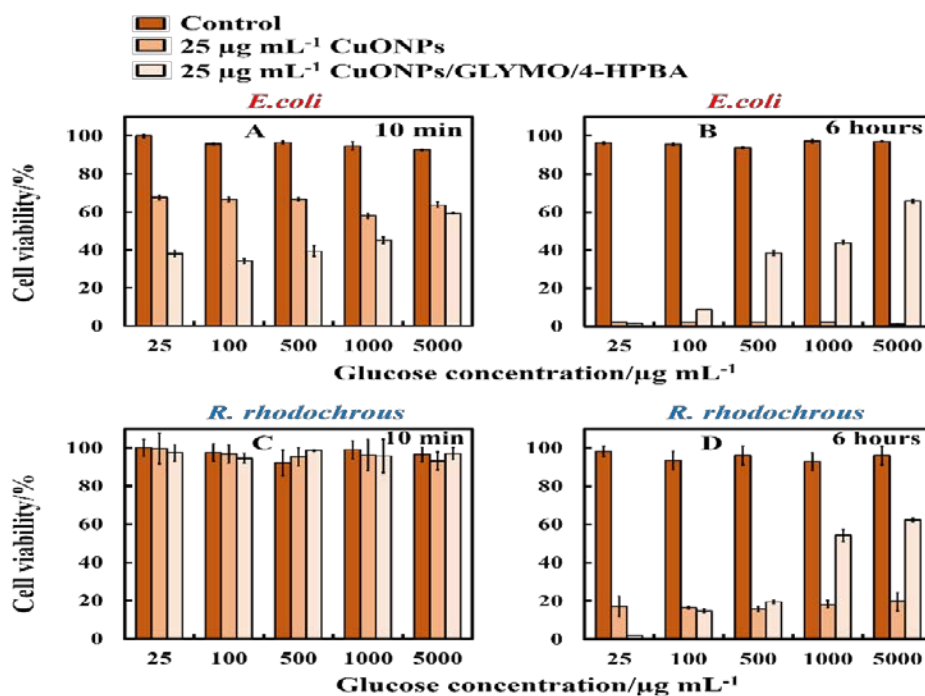 Control
25 µg mL-1 CuONPs
25 µg mL-1 CuONPs/GLYMO/4-HPBA
E.coli
E.coli
A
10 min
B
6 hours
Cell viability/%
100
80
60
40
20
0
100
80
60
40
20
0
25 100 500 1000 5000
25 100 500 1000 5000
Glucose concentration/µg mL-1
R. rhodochrous
R. rhodochrous
C
10 min
D
6 hours
Cell viability/%
100
80
60
40
20
0
100
80
60
40
20
0
25 100 500 1000 5000
25 100 500 1000 5000
Glucose concentration/µg mL-1